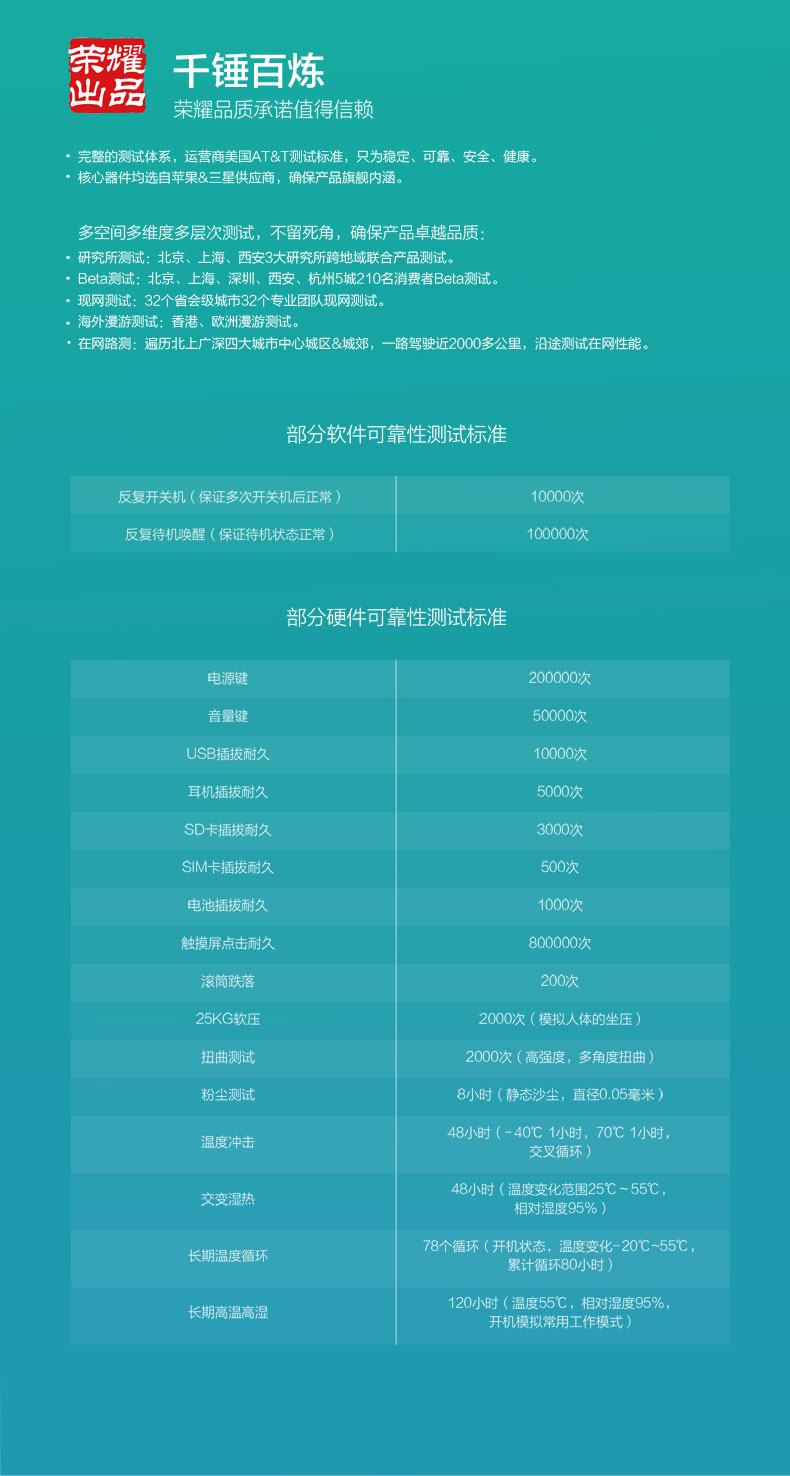 荣耀
出品
千锤百炼
荣耀品质承诺值得信赖
• 完整的测试体系，运营商美国AT&T测试标准，只为稳定、可靠、安全、健康。
• 核心器件均选自苹果&三星供应商，确保产品旗舰内涵。
多空间多维度多层次测试，不留死角，确保产品卓越品质：
• 研究所测试：北京、上海、西安3大研究所跨地域联合产品测试。
• Beta测试：北京、上海、深圳、西安、杭州5城210名消费者Beta测试。
• 现网测试：32个省会级城市32个专业团队现网测试。
• 海外漫游测试：香港、欧洲漫游测试。
• 在网路测：遍历北上广深四大城市中心城区&城郊，一路驾驶近2000多公里，沿途测试在网性能。
部分软件可靠性测试标准
反复开关机（保证多次开关机后正常） 10000次
反复待机唤醒（保证待机状态正常） 100000次
部分硬件可靠性测试标准
电源键 200000次
音量键 50000次
USB插拔耐久 10000次
耳机插拔耐久 5000次
SD卡插拔耐久 3000次
SIM卡插拔耐久 500次
电池插拔耐久 1000次
触摸屏点击耐久 800000次
滚筒跌落 200次
25KG软压 2000次（模拟人体的坐压）
扭曲测试 2000次（高强度，多角度扭曲）
粉尘测试 8小时（静态沙尘，直径0.05毫米）
温度冲击 48小时（-40℃ 1小时，70℃ 1小时，
交叉循环）
交变湿热 48小时（温度变化范围25℃~55℃，
相对湿度95%）
长期温度循环 78个循环（开机状态，温度变化-20℃~55℃，
累计循环80小时）
长期高温高湿 120小时（温度55℃，相对湿度95%，
开机模拟常用工作模式）